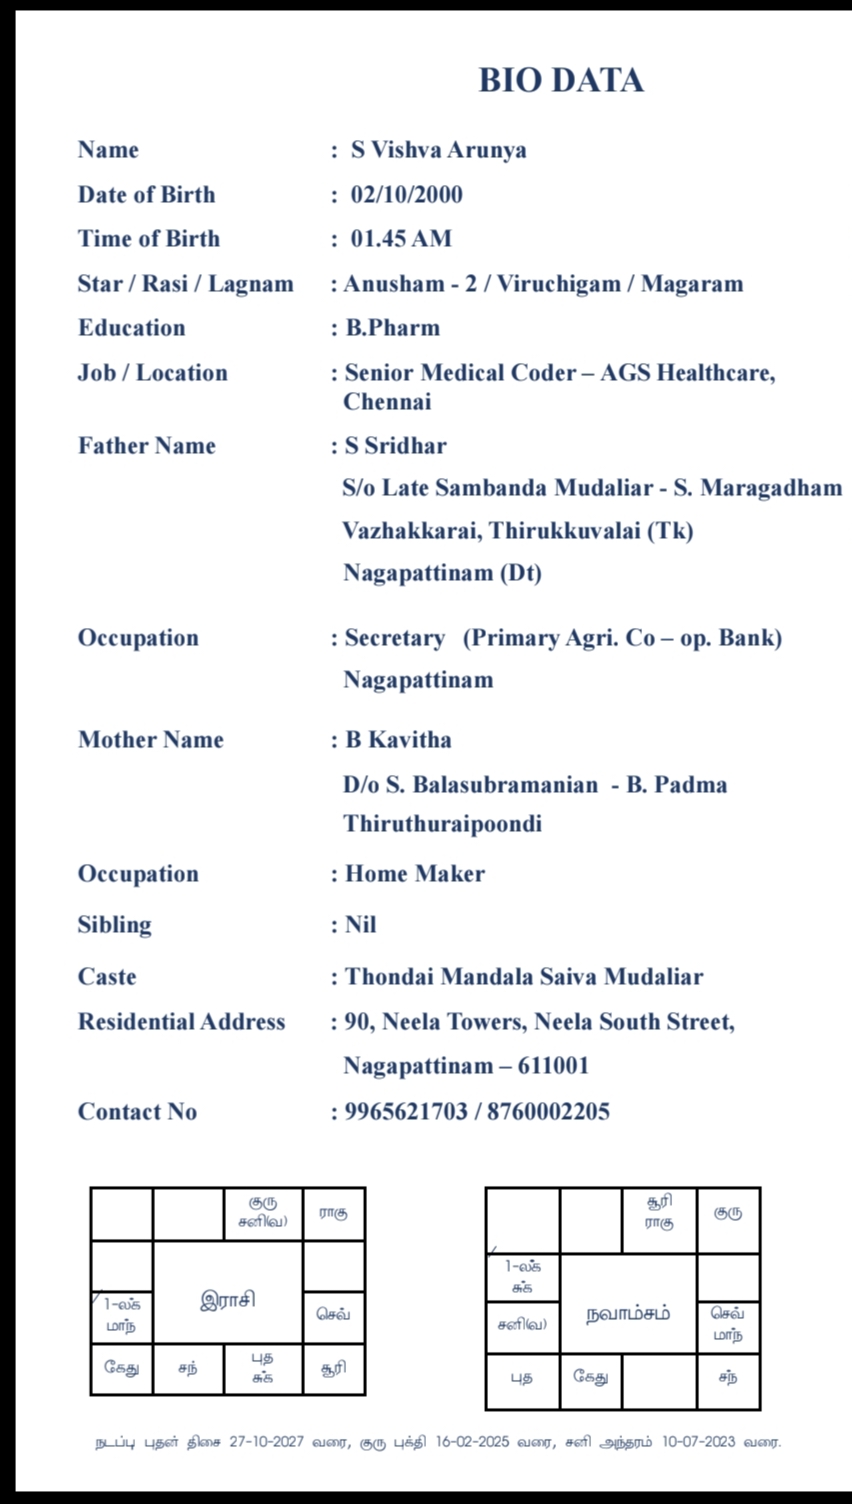 BIO DATA
Name : S Vishva Arunya
Date of Birth : 02/10/2000
Time of Birth : 01.45 AM
Star / Rasi / Lagnam : Anusham - 2 / Viruchigam / Magaram
Education : B.Pharm
Job / Location : Senior Medical Coder – AGS Healthcare,
Chennai
Father Name : S Sridhar
S/o Late Sambanda Mudaliar - S. Maragadham
Vazhakkarai, Thirukkuvalai (Tk)
Nagapattinam (Dt)
Occupation : Secretary (Primary Agri. Co – op. Bank)
Nagapattinam
Mother Name : B Kavitha
D/o S. Balasubramanian - B. Padma
Thiruthuraipoondi
Occupation : Home Maker
Sibling : Nil
Caste : Thondai Mandala Saiva Mudaliar
Residential Address : 90, Neela Towers, Neela South Street,
Nagapattinam – 611001
Contact No : 9965621703 / 8760002205
குரு
சனி(வ)
ராகு
இராசி
1-லக்
மாந்
செவ்
கேது
சந்
புத
சுக்
சூரி
சூரி
ராகு
குரு
1-லக்
சுக்
நவாம்சம்
சனி(வ)
செவ்
மாந்
புத
கேது
சந்
நடப்பு புதன் திசை 27-10-2027 வரை, குரு புக்தி 16-02-2025 வரை, சனி அந்தரம் 10-07-2023 வரை.